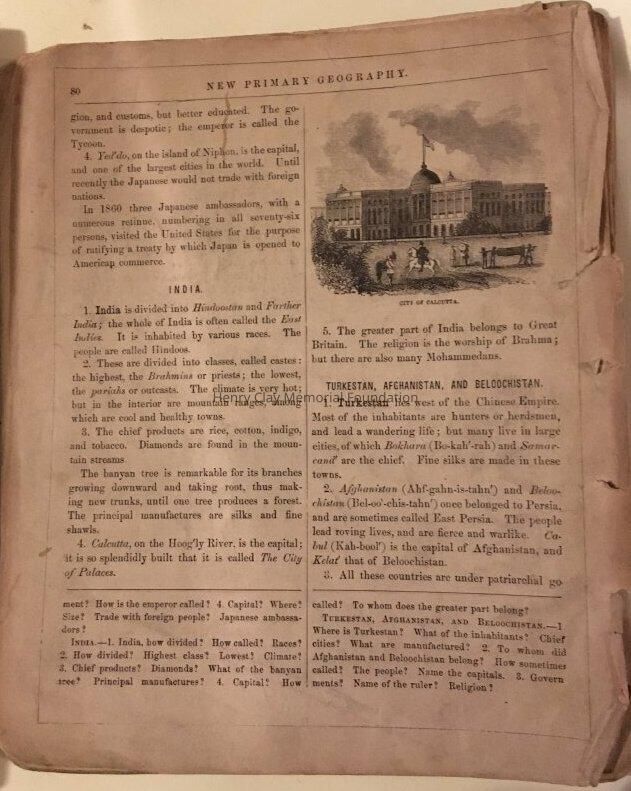 80
NEW PRIMARY GEOGRAPHY.
gion, and customs, but better educated. The go-
vernment is despotic; the emperor is called the
Tycoon.
4. Yed'do, on the island of Niphon, is the capital,
and one of the largest cities in the world. Until
recently the Japanese would not trade with foreign
nations.
In 1860 three Japanese ambassadors, with a
numerous retinue, numbering in all seventy-six
persons, visited the United States for the purpose
of ratifying a treaty by which Japan is opened to
American commerce.
INDIA.
1. India is divided into Hindoostan and Farther
India; the whole of India is often called the East
Indies. It is inhabited by various races. The
people are called Hindoos.
2. These are divided into classes, called castes:
the highest, the Brahmins or priests; the lowest,
the pariahs or outcasts. The climate is very hot;
but in the interior are mountain ranges, among
which are cool and healthy towns.
3. The chief products are rice, cotton, indigo,
and tobacco. Diamonds are found in the moun-
tain streams.
The banyan tree is remarkable for its branches
growing downward and taking root, thus mak-
ing new trunks, until one tree produces a forest.
The principal manufactures are silks and fine
shawls.
4. Calcutta, on the Hoog'ly River, is the capital;
it is so splendidly built that it is called The City
of Palaces.
CITY OF CALCUTTA.
5. The greater part of India belongs to Great
Britain. The religion is the worship of Brahma;
but there are also many Mohammedans.
TURKESTAN, AFGHANISTAN, AND BELOOCHISTAN.
Henry Clay Memorial Foundation
1. Turkestan lies west of the Chinese Empire.
Most of the inhabitants are hunters or herdsmen,
and lead a wandering life; but many live in large
cities, of which Bokhara (Bo-kah'-rah) and Samar-
cand' are the chief. Fine silks are made in these
towns.
2. Afghanistan (Ahf-gahn-is-tahn') and Beloo-
chistan (Bel-oo'-chis-tahn') once belonged to Persia,
and are sometimes called East Persia. The people
lead roving lives, and are fierce and warlike. Ca-
bul (Kah-bool') is the capital of Afghanistan, and
Kelat' that of Beloochistan.
3. All these countries are under patriarchal go-
ment? How is the emperor called? 4. Capital? Where?
Size? Trade with foreign people? Japanese ambassa-
dors?
INDIA.—1. India, how divided? How called? Races?
2. How divided? Highest class? Lowest? Climate?
3. Chief products? Diamonds? What of the banyan
tree? Principal manufactures? 4. Capital? How
called? To whom does the greater part belong?
TURKESTAN, AFGHANISTAN, AND BELOOCHISTAN.—1
Where is Turkestan? What of the inhabitants? Chief
cities? What are manufactured? 2. To whom did
Afghanistan and Beloochistan belong? How sometimes
called? The people? Name the capitals. 3. Govern
ments? Name of the ruler? Religion?